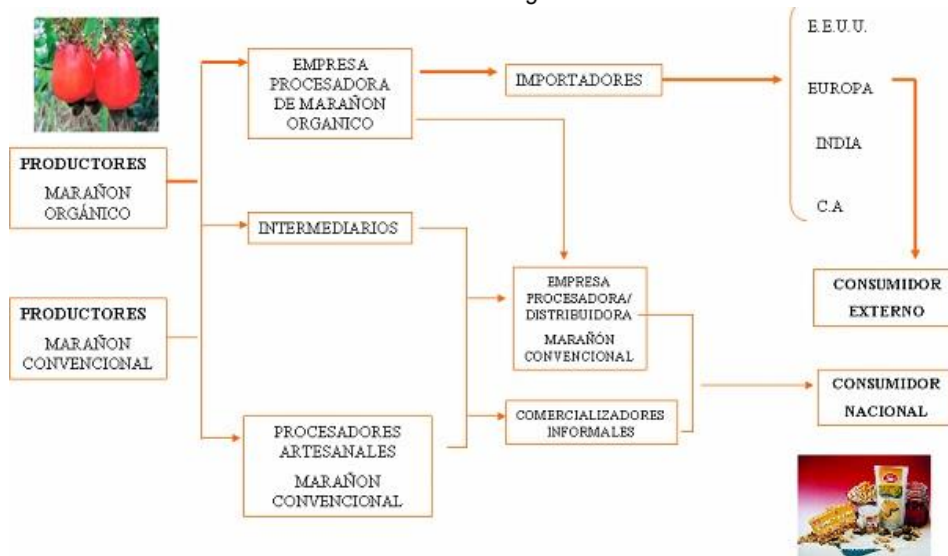 E.E.U.U.
EMPRESA
PROCESADORA
DE MARAÑON
ORGANICO
IMPORTADORES
EUROPA
INDIA
C.A
PRODUCTORES
MARAÑON
ORGÁNICO
INTERMEDIARIOS
EMPRESA
PROCESADORA/
DISTRIBUIDORA
MARAÑÓN
CONVENCIONAL
CONSUMIDOR
EXTERNO
PRODUCTORES
MARAÑON
CONVENCIONAL
CONSUMIDOR
NACIONAL
COMERCIALIZADORES
INFORMALES
PROCESADORES
ARTESANALES
MARAÑON
CONVENCIONAL